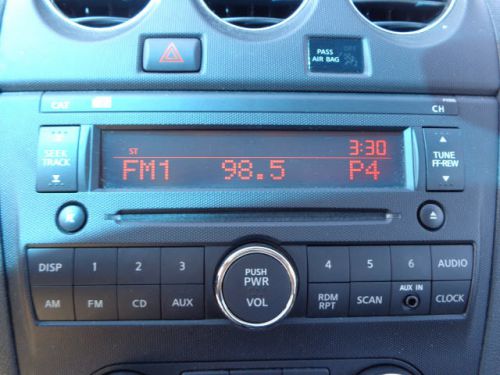 PASS AIR BAG OFF
CAT
CH
SEEK TRACK
ST
3:30
FM1 98.5 P4
TUNE FF·REW
DISP 1 2 3
PUSH PWR VOL
4 5 6 AUDIO
AM FM CD AUX
RDM RPT SCAN AUX IN CLOCK